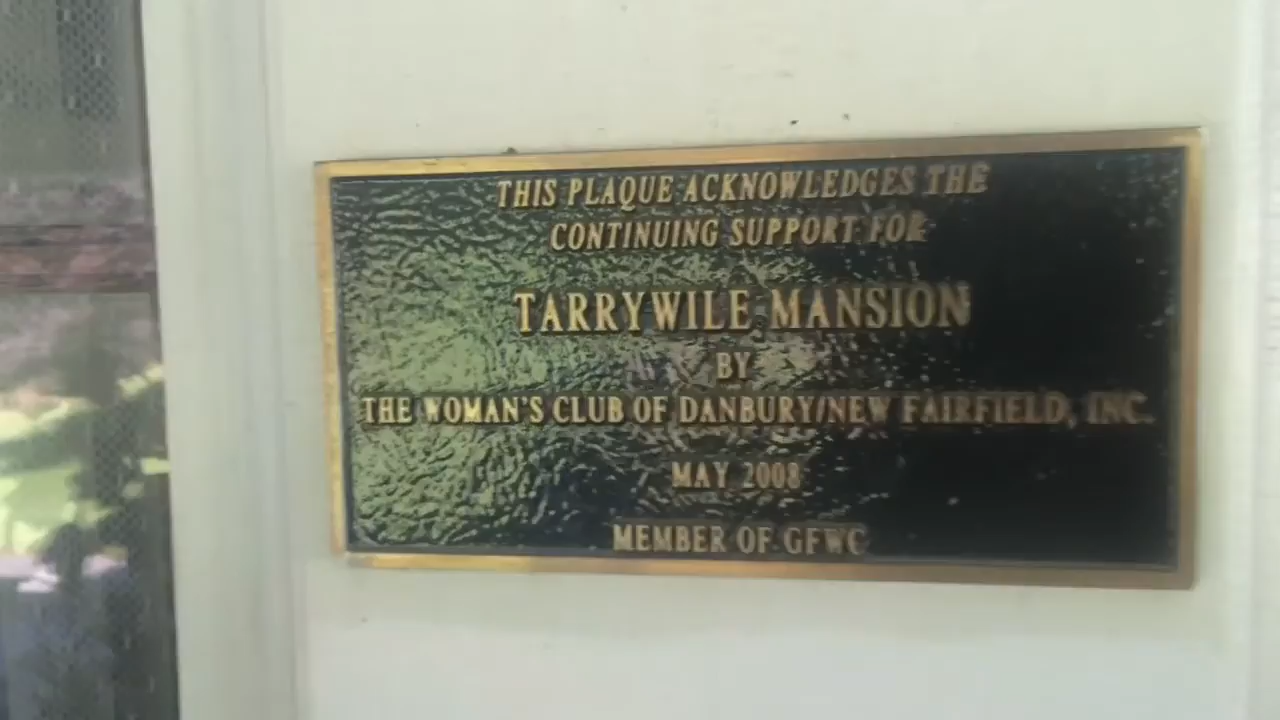 THIS PLAQUE ACKNOWLEDGES THE
CONTINUING SUPPORT FOR
TARRYWILE MANSION
BY
THE WOMAN'S CLUB OF DANBURY/NEW FAIRFIELD, INC.
MAY 2008
MEMBER OF GFWC